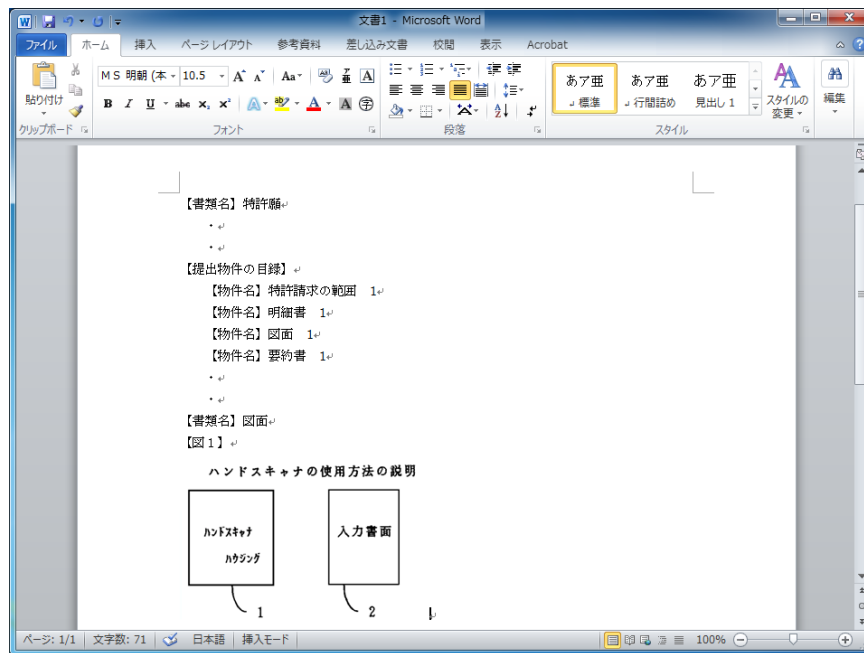 文書1 - Microsoft Word
ファイル ホーム 挿入 ページ レイアウト 参考資料 差し込み文書 校閲 表示 Acrobat
貼り付け
MS 明朝 (本 10.5
あア亜 あア亜 あア亜
標準 行間詰め 見出し 1
スタイルの変更
編集
クリップボード フォント 段落 スタイル
【書類名】特許願
・
・
【提出物件の目録】
【物件名】特許請求の範囲 1
【物件名】明細書 1
【物件名】図面 1
【物件名】要約書 1
・
・
【書類名】図面
【図1】
ハンドスキャナの使用方法の説明
ハンドスキャナ
ハウジング
入力書面
1 2
ページ: 1/1 文字数: 71 日本語 挿入モード 100%